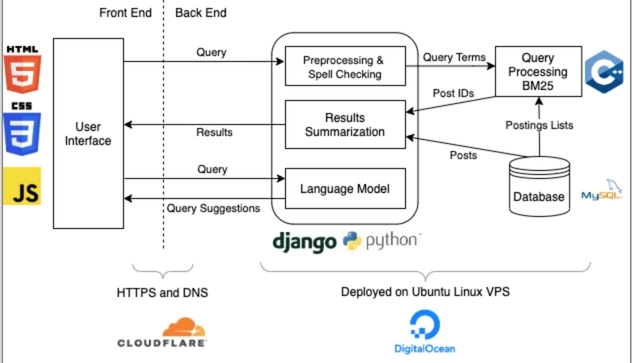 Front End
Back End
HTML
5
CSS
3
JS
User
Interface
Query
Preprocessing &
Spell Checking
Query Terms
Query
Processing
BM25
C++
Post IDs
Results
Results
Summarization
Postings Lists
Posts
Query
Language Model
Query Suggestions
Database
MySQL
django
python
HTTPS and DNS
Deployed on Ubuntu Linux VPS
CLOUDFLARE
DigitalOcean